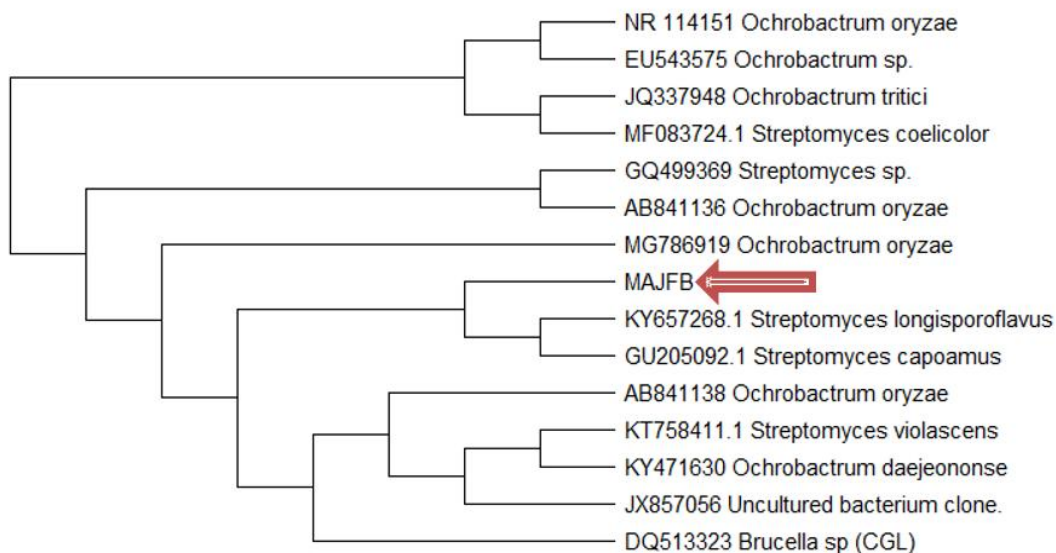 NR 114151 Ochrobactrum oryzae
EU543575 Ochrobactrum sp.
JQ337948 Ochrobactrum tritici
MF083724.1 Streptomyces coelicolor
GQ499369 Streptomyces sp.
AB841136 Ochrobactrum oryzae
MG786919 Ochrobactrum oryzae
MAJFB
KY657268.1 Streptomyces longisporoflavus
GU205092.1 Streptomyces capoamus
AB841138 Ochrobactrum oryzae
KT758411.1 Streptomyces violascens
KY471630 Ochrobactrum daejeononse
JX857056 Uncultured bacterium clone.
DQ513323 Brucella sp (CGL)